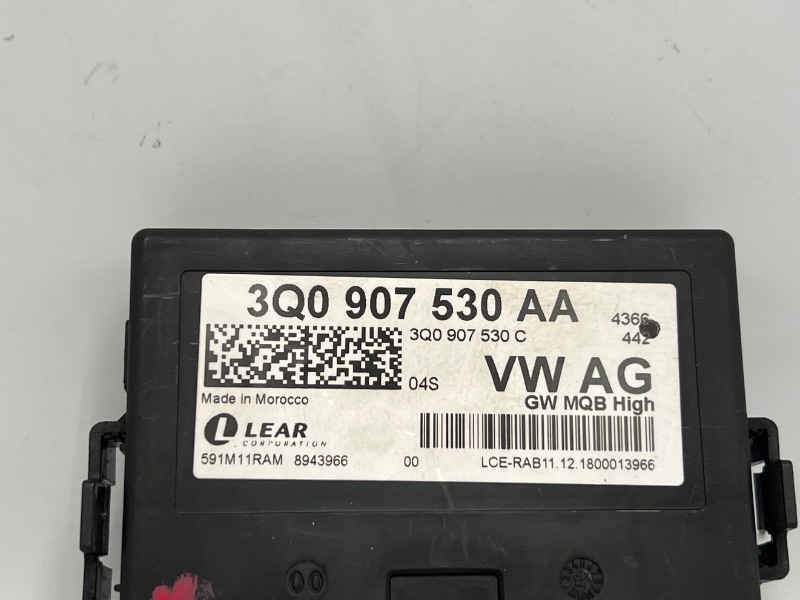 3Q0 907 530 AA
4366
3Q0 907 530 C
442
04S
VW AG
Made in Morocco
GW MQB High
LEAR
CORPORATION
591M11RAM 8943966 00 LCE-RAB11.12.1800013966
00